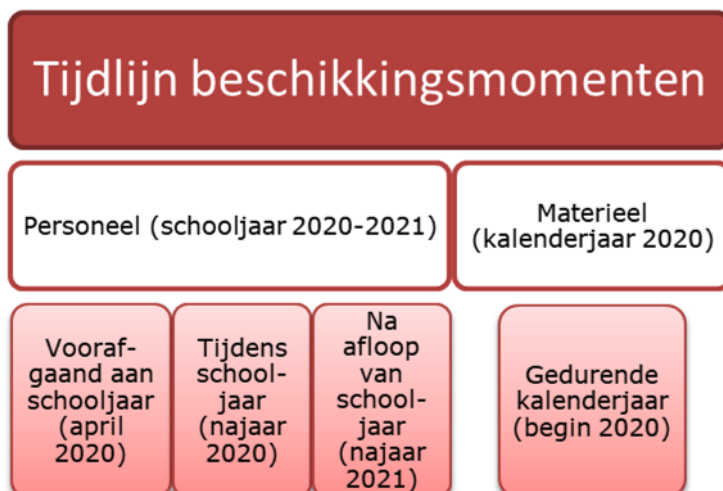 Tijdlijn beschikkingsmomenten
Personeel (schooljaar 2020-2021)
Materieel
(kalenderjaar 2020)
Vooraf-
gaand aan
schooljaar
(april
2020)
Tijdens
school-
jaar
(najaar
2020)
Na
afloop
van
school-
jaar
(najaar
2021)
Gedurende
kalenderjaar
(begin 2020)